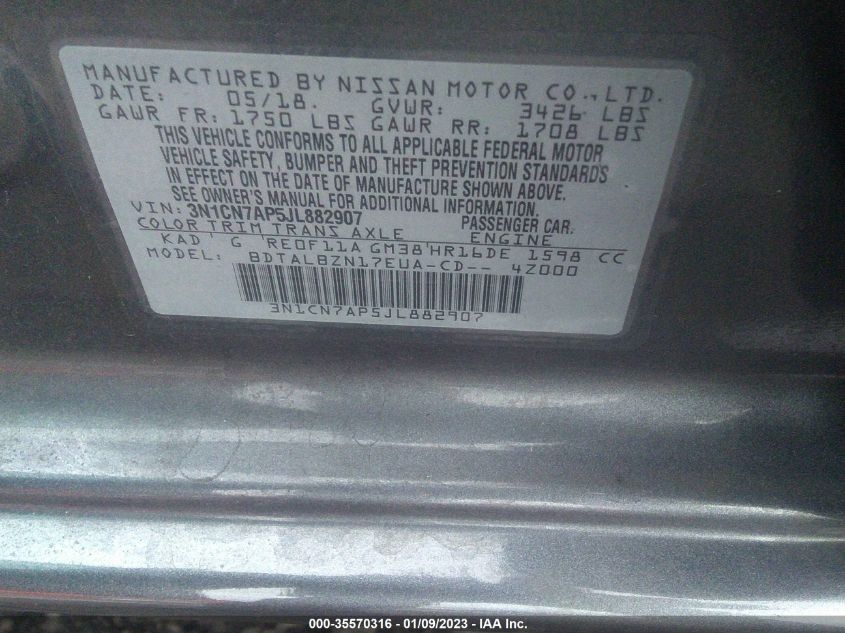 MANUFACTURED BY NISSAN MOTOR CO.,LTD.
DATE: 05/18. GVWR: 3426 LBS
GAWR FR: 1750 LBS GAWR RR: 1708 LBS
THIS VEHICLE CONFORMS TO ALL APPLICABLE FEDERAL MOTOR
VEHICLE SAFETY, BUMPER AND THEFT PREVENTION STANDARDS
IN EFFECT ON THE DATE OF MANUFACTURE SHOWN ABOVE.
SEE OWNER'S MANUAL FOR ADDITIONAL INFORMATION.
VIN: 3N1CN7AP5JL882907 PASSENGER CAR.
COLOR TRIM TRANS AXLE ENGINE
KAD' G 'RE0F11A GM38'HR16DE 1598 CC
MODEL: BDTALBZN17EUA-CD-- 4Z000
3N1CN7AP5JL882907
000-35570316 - 01/09/2023 - © IAA Inc.